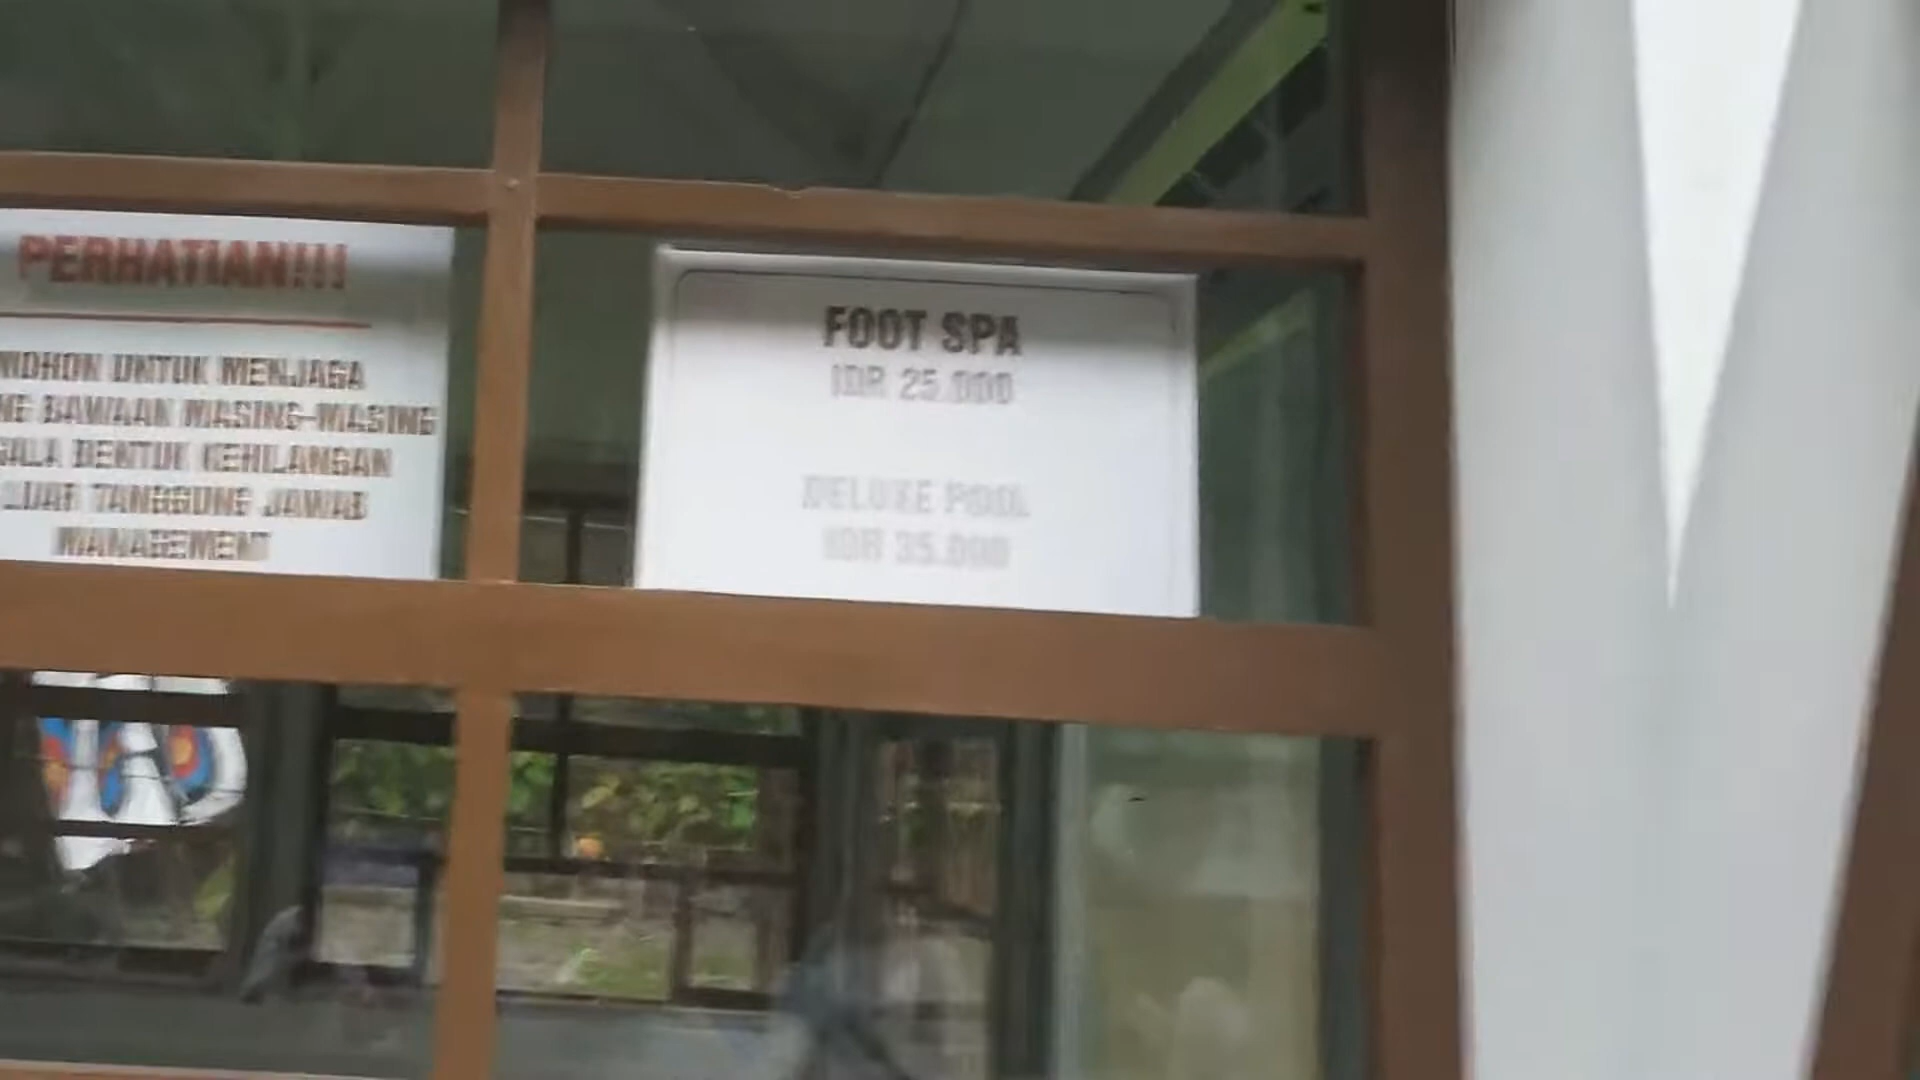 PERHATIAN!!!
MOHON UNTUK MENJAGA
BAWAAN MASING-MASING
BENTUK KEHILANGAN
TANGGUNG JAWAB
MANAGEMENT
FOOT SPA
IDR 25.000
DELUXE POOL
IDR 35.000